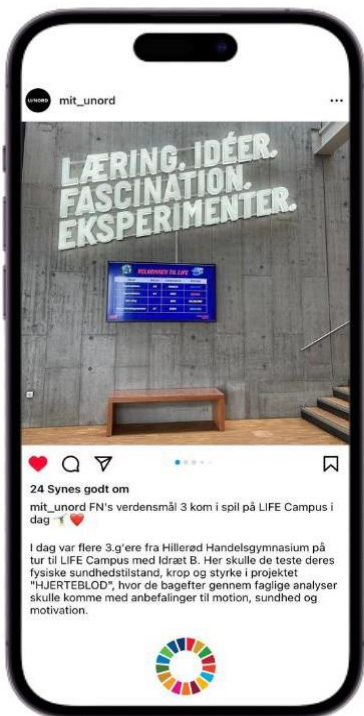 UNORD
mit_unord
LÆRING. IDÉER.
FASCINATION.
EKSPERIMENTER.
VELKOMMEN TIL LIFE
24 Synes godt om
mit_unord FN's verdensmål 3 kom i spil på LIFE Campus i
dag
I dag var flere 3.g'ere fra Hillerød Handelsgymnasium på
tur til LIFE Campus med Idræt B. Her skulle de teste deres
fysiske sundhedstilstand, krop og styrke i projektet
"HJERTEBLOD", hvor de bagefter gennem faglige analyser
skulle komme med anbefalinger til motion, sundhed og
motivation.